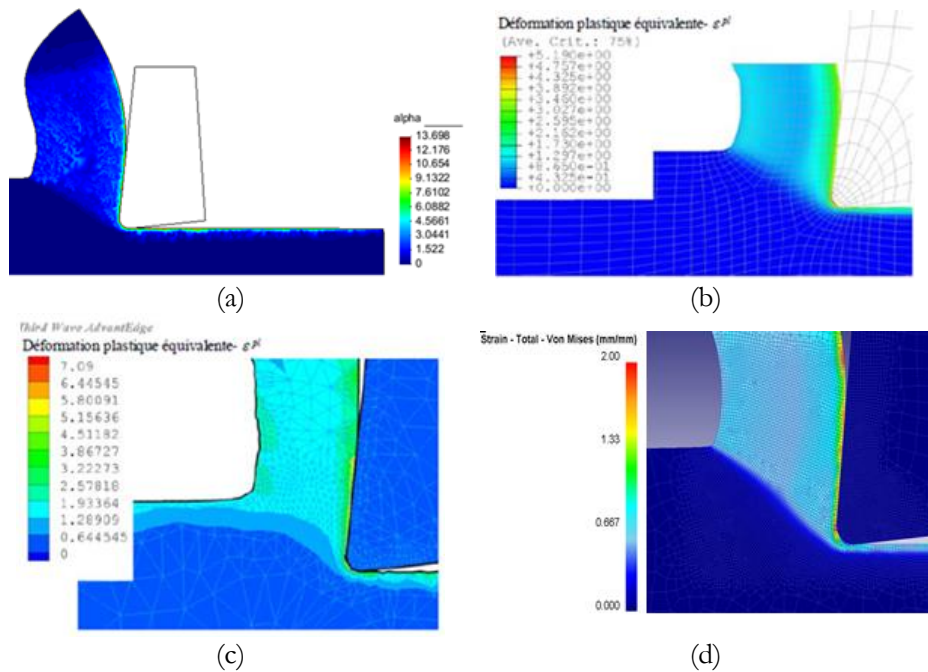 alpha
13.698
12.176
10.654
9.1322
7.6102
6.0882
4.5661
3.0441
1.522
0
(a)
Déformation plastique équivalente- ε^pl
(Ave. Crit.: 75%)
+5.190e+00
+4.757e+00
+4.325e+00
+3.892e+00
+3.460e+00
+3.027e+00
+2.595e+00
+2.162e+00
+1.730e+00
+1.297e+00
+8.650e-01
+4.325e-01
+0.000e+00
(b)
Third Wave AdvantEdge
Déformation plastique équivalente- ε^pl
7.09
6.44545
5.80091
5.15636
4.51182
3.86727
3.22273
2.57818
1.93364
1.28909
0.644545
0
(c)
Strain - Total - Von Mises (mm/mm)
2.00
1.33
0.667
0.000
(d)